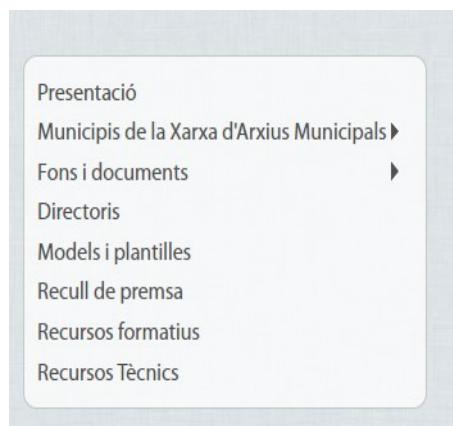 Presentació
Municipis de la Xarxa d'Arxius Municipals
Fons i documents
Directoris
Models i plantilles
Recull de premsa
Recursos formatius
Recursos Tècnics